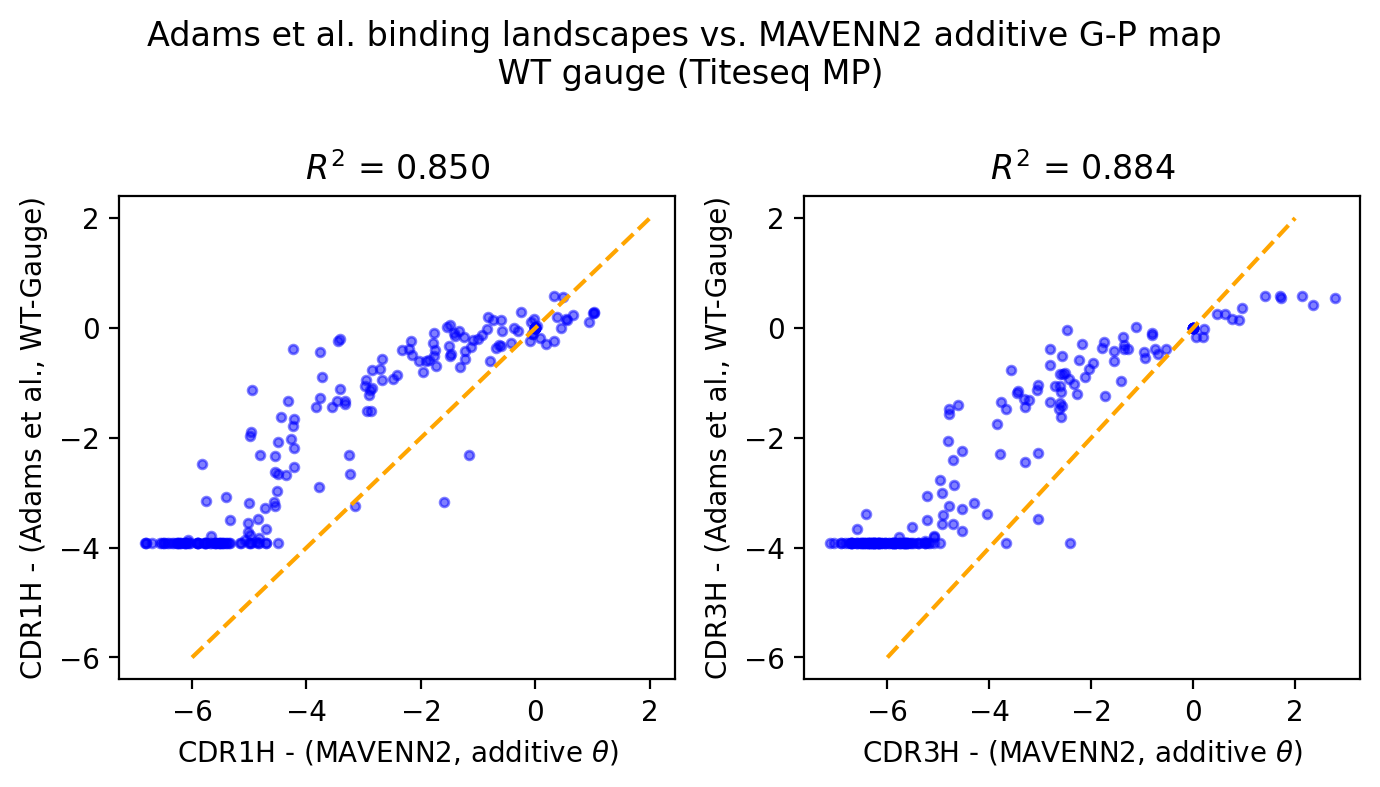 Adams et al. binding landscapes vs. MAVENN2 additive G-P map
WT gauge (Titeseq MP)
R² = 0.850
CDR1H - (Adams et al., WT-Gauge)
2
0
−2
−4
−6
−6
−4
−2
0
2
CDR1H - (MAVENN2, additive θ)
R² = 0.884
CDR3H - (Adams et al., WT-Gauge)
2
0
−2
−4
−6
−6
−4
−2
0
2
CDR3H - (MAVENN2, additive θ)